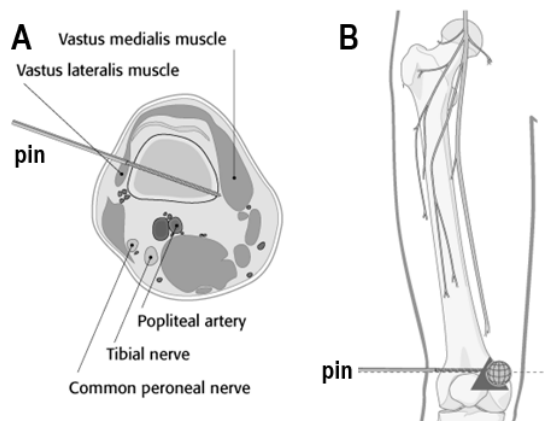 A
B
Vastus medialis muscle
Vastus lateralis muscle
pin
Popliteal artery
Tibial nerve
Common peroneal nerve
pin